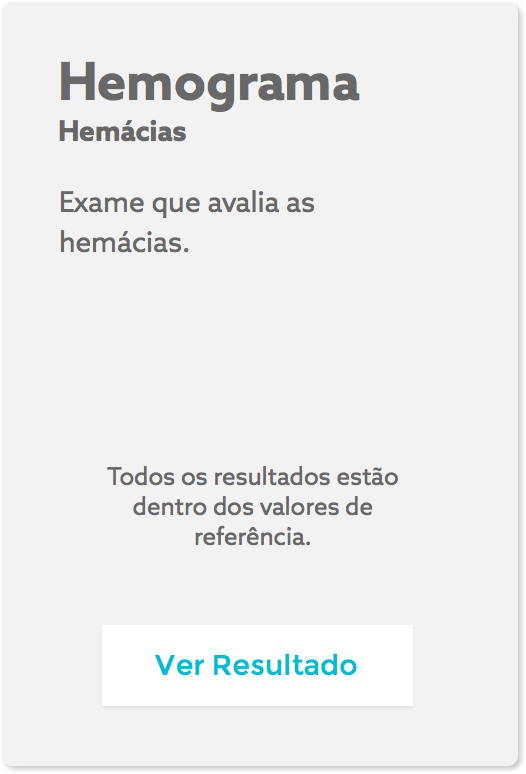 Hemograma
Hemácias
Exame que avalia as
hemácias.
Todos os resultados estão
dentro dos valores de
referência.
Ver Resultado